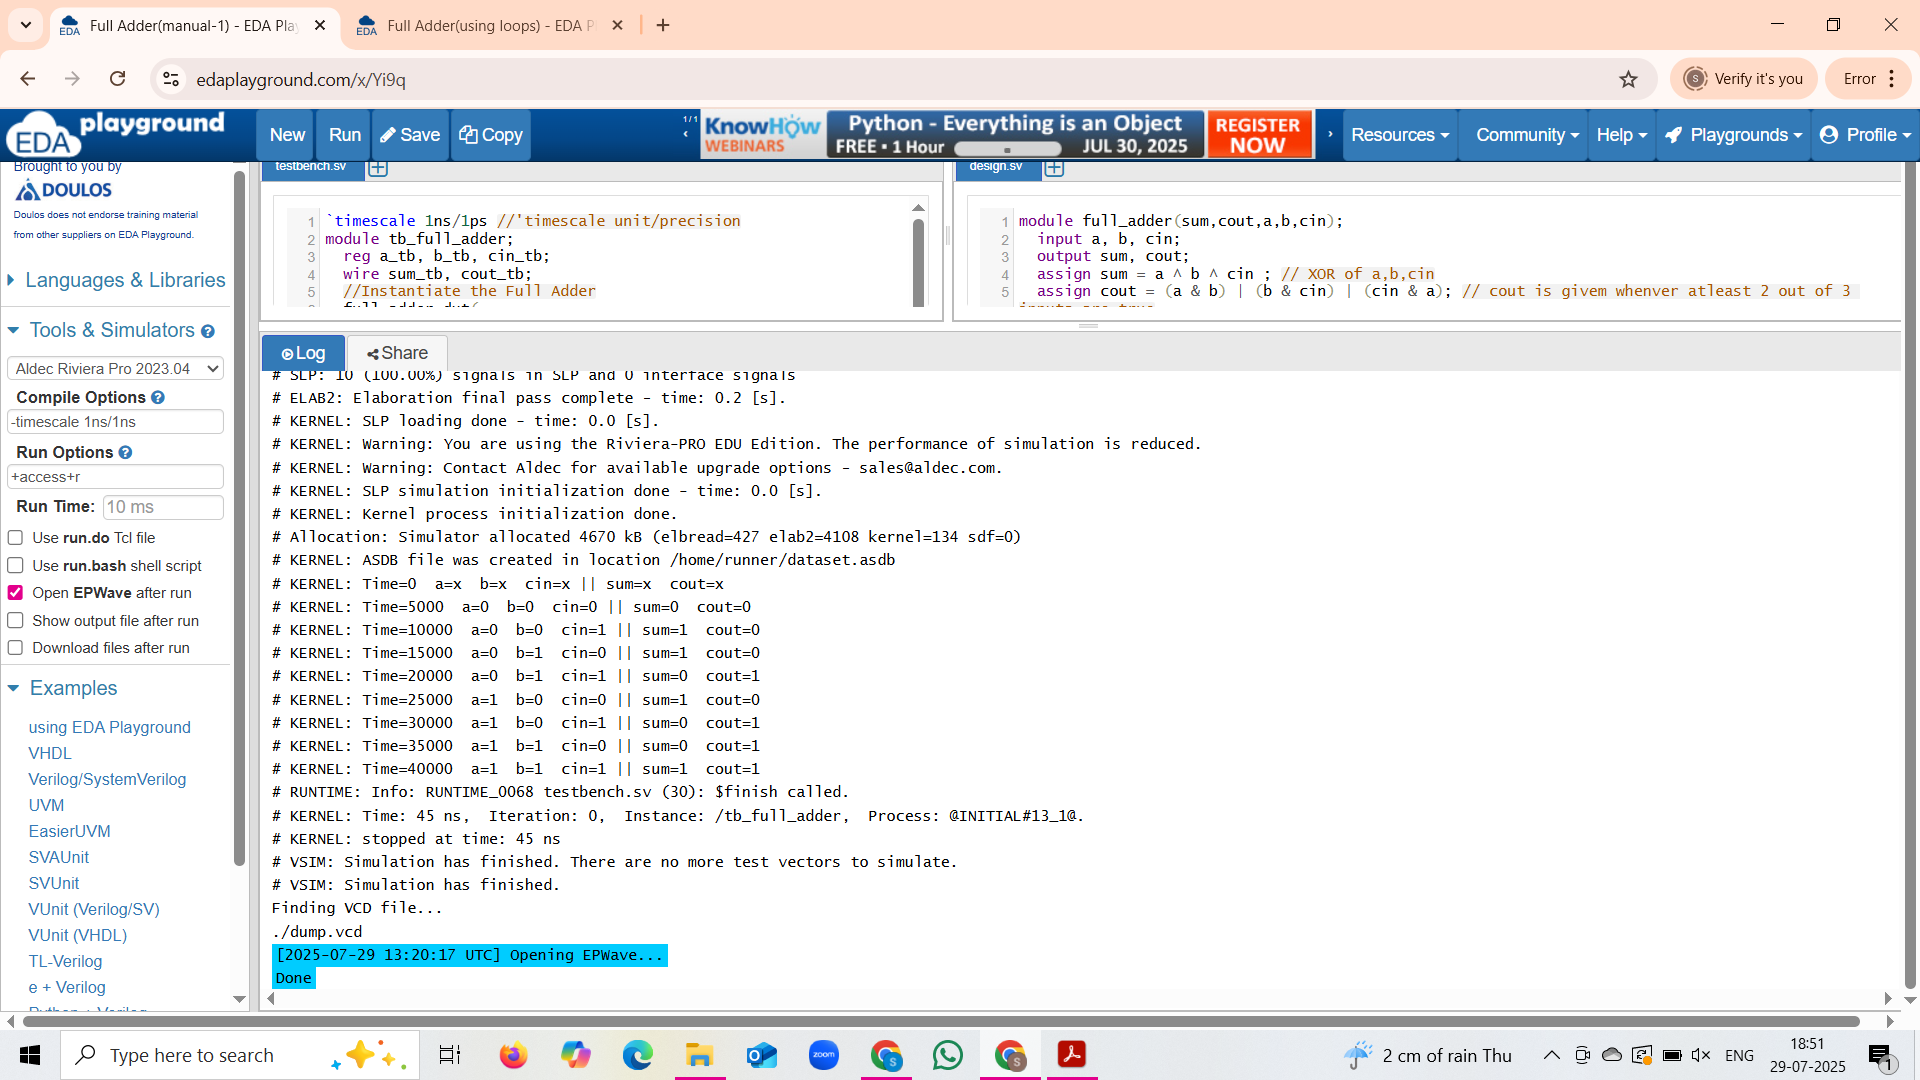 Full Adder(manual-1) - EDA Pla
Full Adder(using loops) - EDA P
edaplayground.com/x/Yi9q
Verify it's you
Error
EDA playground
New
Run
Save
Copy
1/1
KnowHow
WEBINARS
Python - Everything is an Object
FREE • 1 Hour
JUL 30, 2025
REGISTER
NOW
Resources
Community
Help
Playgrounds
Profile
Brought to you by
DOULOS
Doulos does not endorse training material
from other suppliers on EDA Playground.
Languages & Libraries
Tools & Simulators
Aldec Riviera Pro 2023.04
Compile Options
-timescale 1ns/1ns
Run Options
+access+r
Run Time: 10 ms
Use run.do Tcl file
Use run.bash shell script
Open EPWave after run
Show output file after run
Download files after run
Examples
using EDA Playground
VHDL
Verilog/SystemVerilog
UVM
EasierUVM
SVAUnit
SVUnit
VUnit (Verilog/SV)
VUnit (VHDL)
TL-Verilog
e + Verilog
Python + Verilog
testbench.sv
1 `timescale 1ns/1ps //'timescale unit/precision
2 module tb_full_adder;
3 reg a_tb, b_tb, cin_tb;
4 wire sum_tb, cout_tb;
5 //Instantiate the Full Adder
full_adder dut(
design.sv
1 module full_adder(sum,cout,a,b,cin);
2 input a, b, cin;
3 output sum, cout;
4 assign sum = a ^ b ^ cin ; // XOR of a,b,cin
5 assign cout = (a & b) | (b & cin) | (cin & a); // cout is givem whenver atleast 2 out of 3
inputs are true
Log
Share
# SLP: 10 (100.00%) signals in SLP and 0 interface signals
# ELAB2: Elaboration final pass complete - time: 0.2 [s].
# KERNEL: SLP loading done - time: 0.0 [s].
# KERNEL: Warning: You are using the Riviera-PRO EDU Edition. The performance of simulation is reduced.
# KERNEL: Warning: Contact Aldec for available upgrade options - sales@aldec.com.
# KERNEL: SLP simulation initialization done - time: 0.0 [s].
# KERNEL: Kernel process initialization done.
# Allocation: Simulator allocated 4670 kB (elbread=427 elab2=4108 kernel=134 sdf=0)
# KERNEL: ASDB file was created in location /home/runner/dataset.asdb
# KERNEL: Time=0 a=x b=x cin=x || sum=x cout=x
# KERNEL: Time=5000 a=0 b=0 cin=0 || sum=0 cout=0
# KERNEL: Time=10000 a=0 b=0 cin=1 || sum=1 cout=0
# KERNEL: Time=15000 a=0 b=1 cin=0 || sum=1 cout=0
# KERNEL: Time=20000 a=0 b=1 cin=1 || sum=0 cout=1
# KERNEL: Time=25000 a=1 b=0 cin=0 || sum=1 cout=0
# KERNEL: Time=30000 a=1 b=0 cin=1 || sum=0 cout=1
# KERNEL: Time=35000 a=1 b=1 cin=0 || sum=0 cout=1
# KERNEL: Time=40000 a=1 b=1 cin=1 || sum=1 cout=1
# RUNTIME: Info: RUNTIME_0068 testbench.sv (30): $finish called.
# KERNEL: Time: 45 ns, Iteration: 0, Instance: /tb_full_adder, Process: @INITIAL#13_1@.
# KERNEL: stopped at time: 45 ns
# VSIM: Simulation has finished. There are no more test vectors to simulate.
# VSIM: Simulation has finished.
Finding VCD file...
./dump.vcd
[2025-07-29 13:20:17 UTC] Opening EPWave...
Done
Type here to search
zoom
2 cm of rain Thu
ENG
18:51
29-07-2025
1